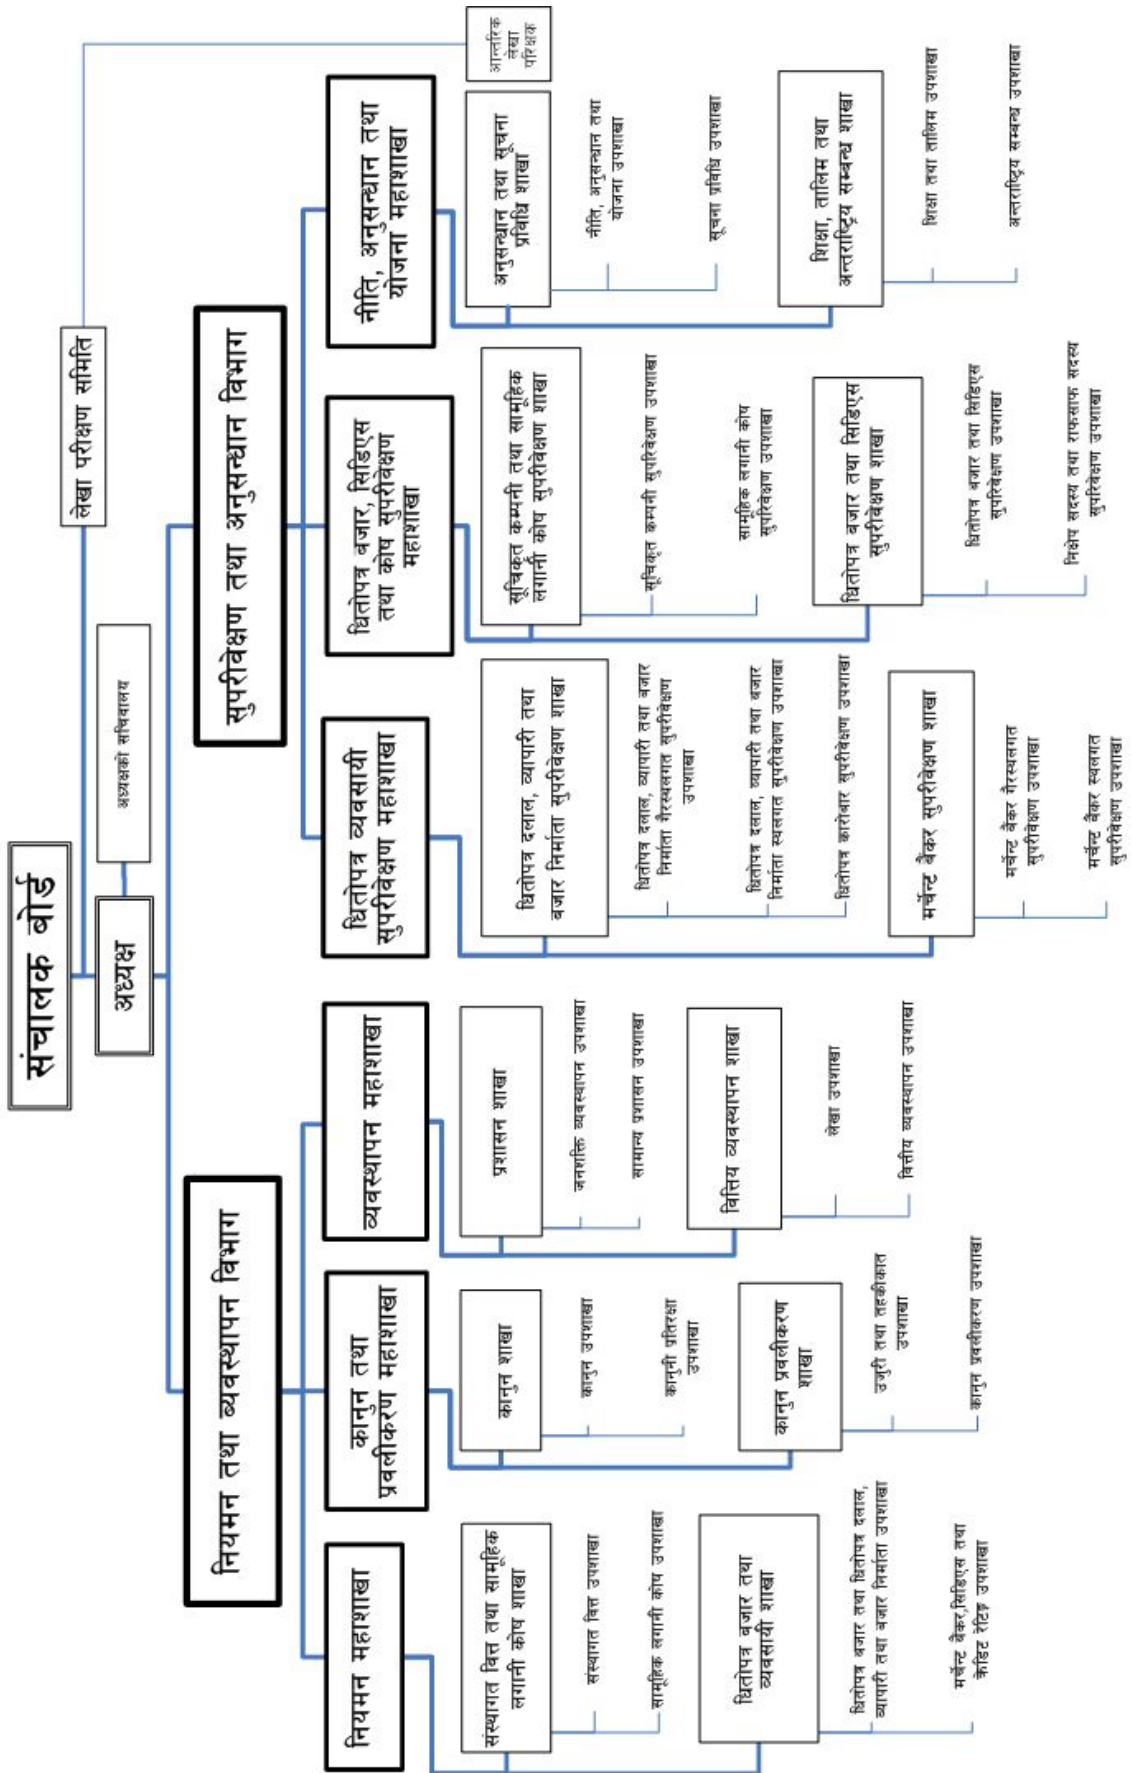 संचालक बोर्ड
लेखा परीक्षण समिति
आन्तरिक
लेखा
परिक्षक
अध्यक्ष
अध्यक्षको सचिवालय
नियमन तथा ब्यवस्थापन विभाग
सुपरीवेक्षण तथा अनुसन्धान विभाग
नियमन महाशाखा
कानुन तथा
प्रवलीकरण महाशाखा
व्यवस्थापन महाशाखा
धितोपत्र व्यवसायी
सुपरीवेक्षण महाशाखा
धितोपत्र बजार, सिडिएस
तथा कोष सुपरीवेक्षण
महाशाखा
नीति, अनुसन्धान तथा
योजना महाशाखा
संस्थागत वित्त तथा सामूहिक
लगानी कोष शाखा
संस्थागत वित्त उपशाखा
सामूहिक लगानी कोष उपशाखा
धितोपत्र बजार तथा
व्यवसायी शाखा
धितोपत्र बजार तथा धितोपत्र दलाल,
व्यापारी तथा बजार निर्माता उपशाखा
मर्चेन्ट बैंकर,सिडिएस तथा
क्रेडिट रेटिङ्ग उपशाखा
कानुन शाखा
कानुन उपशाखा
कानुनी प्रतिरक्षा
उपशाखा
कानुन प्रवलीकरण
शाखा
उजुरी तथा तहकीकात
उपशाखा
कानुन प्रवलीकरण उपशाखा
प्रशासन शाखा
जनशक्ति व्यवस्थापन उपशाखा
सामान्य प्रशासन उपशाखा
वित्तिय व्यवस्थापन शाखा
लेखा उपशाखा
वित्तीय व्यवस्थापन उपशाखा
धितोपत्र दलाल, व्यापारी तथा
बजार निर्माता सुपरीवेक्षण शाखा
धितोपत्र दलाल, व्यापारी तथा बजार
निर्माता गैरस्थलगत सुपरीवेक्षण
उपशाखा
धितोपत्र दलाल, व्यापारी तथा बजार
निर्माता स्थलगत सुपरीवेक्षण उपशाखा
धितोपत्र कारोबार सुपरीवेक्षण उपशाखा
मर्चेन्ट बैंकर सुपरीवेक्षण शाखा
मर्चेन्ट बैंकर गैरस्थलगत
सुपरीवेक्षण उपशाखा
मर्चेन्ट बैंकर स्थलगत
सुपरीवेक्षण उपशाखा
सूचिकृत कम्पनी तथा सामूहिक
लगानी कोष सुपरीवेक्षण शाखा
सूचिकृत कम्पनी सुपरिवेक्षण उपशाखा
सामूहिक लगानी कोष
सुपरिवेक्षण उपशाखा
धितोपत्र बजार तथा सिडिएस
सुपरीवेक्षण शाखा
धितोपत्र बजार तथा सिडिएस
सुपरिवेक्षण उपशाखा
निक्षेप सदस्य तथा राफसाफ सदस्य
सुपरिवेक्षण उपशाखा
अनुसन्धान तथा सूचना
प्रविधि शाखा
नीति, अनुसन्धान तथा
योजना उपशाखा
सूचना प्रविधि उपशाखा
शिक्षा, तालिम तथा
अन्तराष्ट्रिय सम्बन्ध शाखा
शिक्षा तथा तालिम उपशाखा
अन्तराष्ट्रिय सम्बन्ध उपशाखा